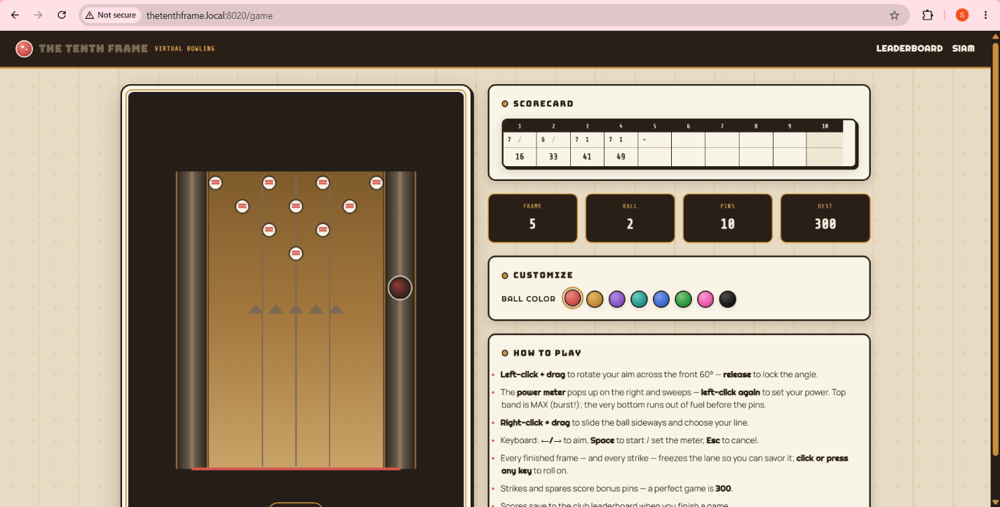 Not secure
thetenthframe.local:8020/game
S
THE TENTH FRAME VIRTUAL BOWLING
LEADERBOARD SIAM
SCORECARD
1 2 3 4 5 6 7 8 9 10
7 / 6 / 7 1 7 1 -
16 33 41 49
FRAME BALL PINS BEST
5 2 10 300
CUSTOMIZE
BALL COLOR
HOW TO PLAY
• Left-click + drag to rotate your aim across the front 60° — release to lock the angle.
• The power meter pops up on the right and sweeps — left-click again to set your power. Top
band is MAX (burst!); the very bottom runs out of fuel before the pins.
• Right-click + drag to slide the ball sideways and choose your line.
• Keyboard: ←/→ to aim, Space to start / set the meter, Esc to cancel.
• Every finished frame — and every strike — freezes the lane so you can savor it; click or press
any key to roll on.
• Strikes and spares score bonus pins — a perfect game is 300.
Scores save to the club leaderboard when you finish a game.